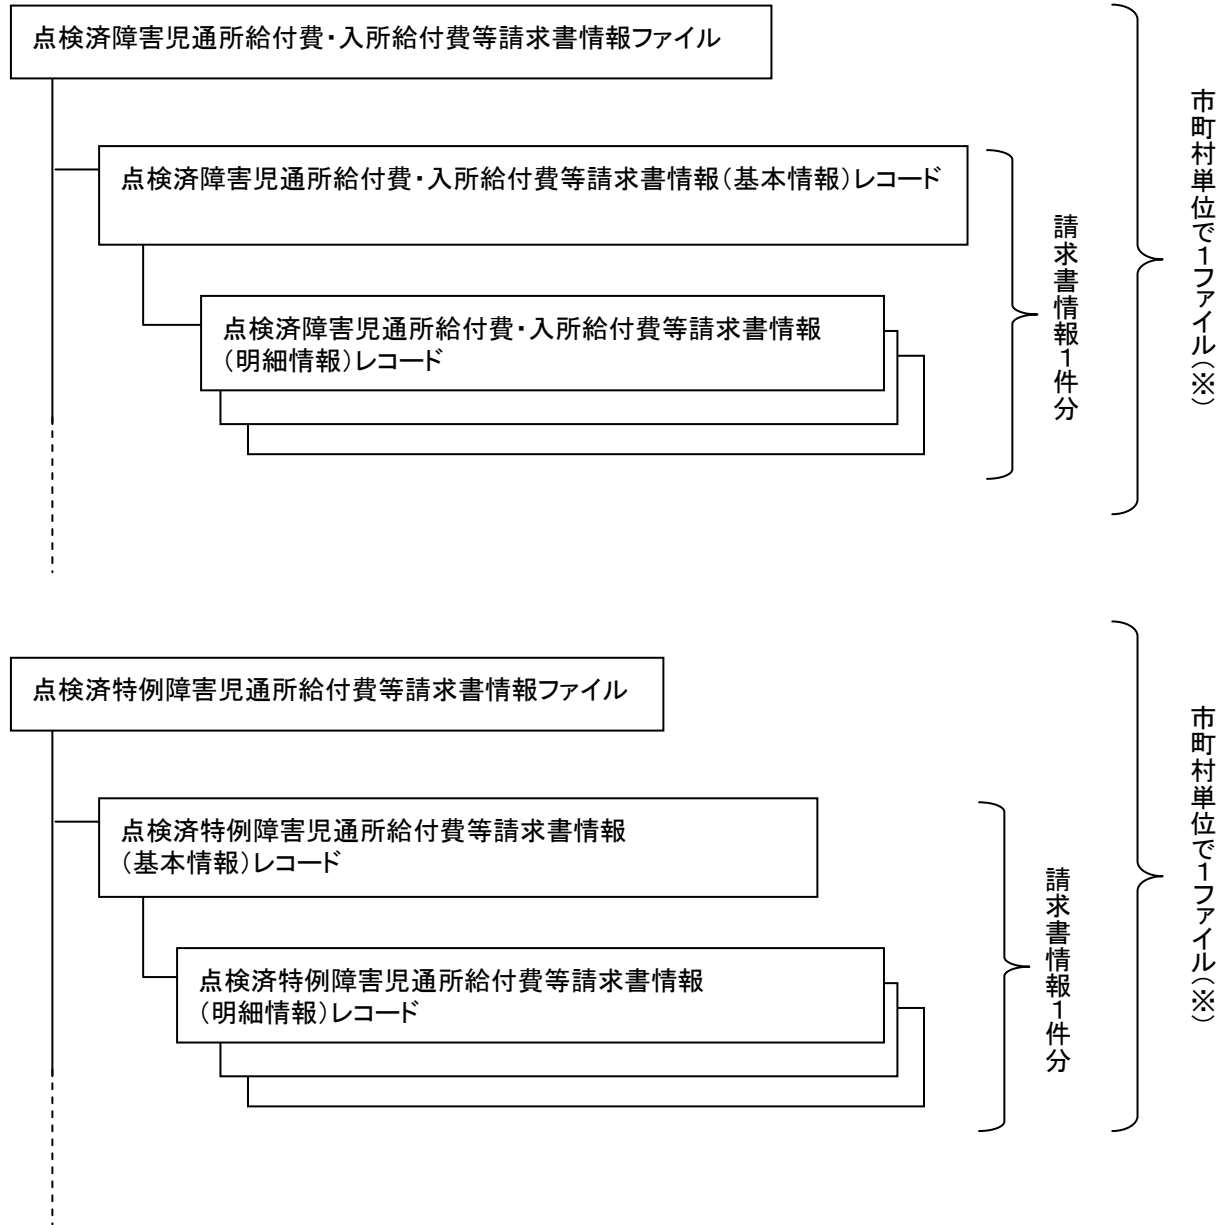 点検済障害児通所給付費・入所給付費等請求書情報ファイル
点検済障害児通所給付費・入所給付費等請求書情報（基本情報）レコード
点検済障害児通所給付費・入所給付費等請求書情報
（明細情報）レコード
請求書情報１件分
市町村単位で１ファイル（※）
点検済特例障害児通所給付費等請求書情報ファイル
点検済特例障害児通所給付費等請求書情報
（基本情報）レコード
点検済特例障害児通所給付費等請求書情報
（明細情報）レコード
請求書情報１件分
市町村単位で１ファイル（※）